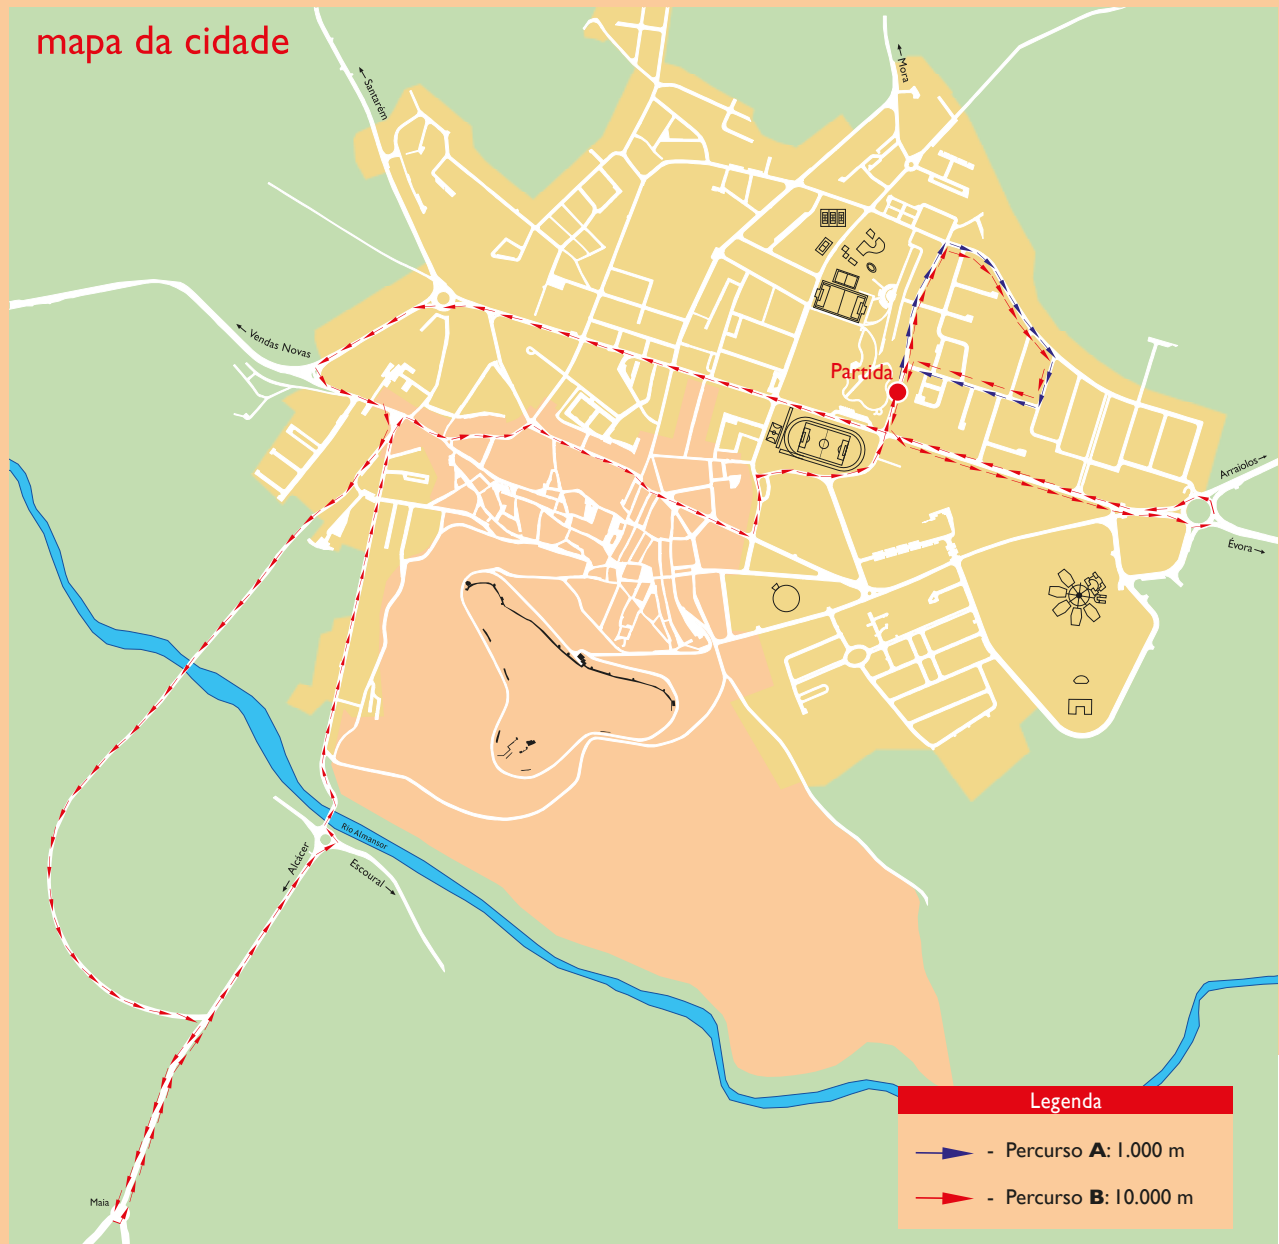 mapa da cidade
Santarém
Mora
Vendas Novas
Partida
Arraiolos
Évora
Rio Almansor
Alcácer
Escoural
Maia
Legenda
- Percurso A: 1.000 m
- Percurso B: 10.000 m